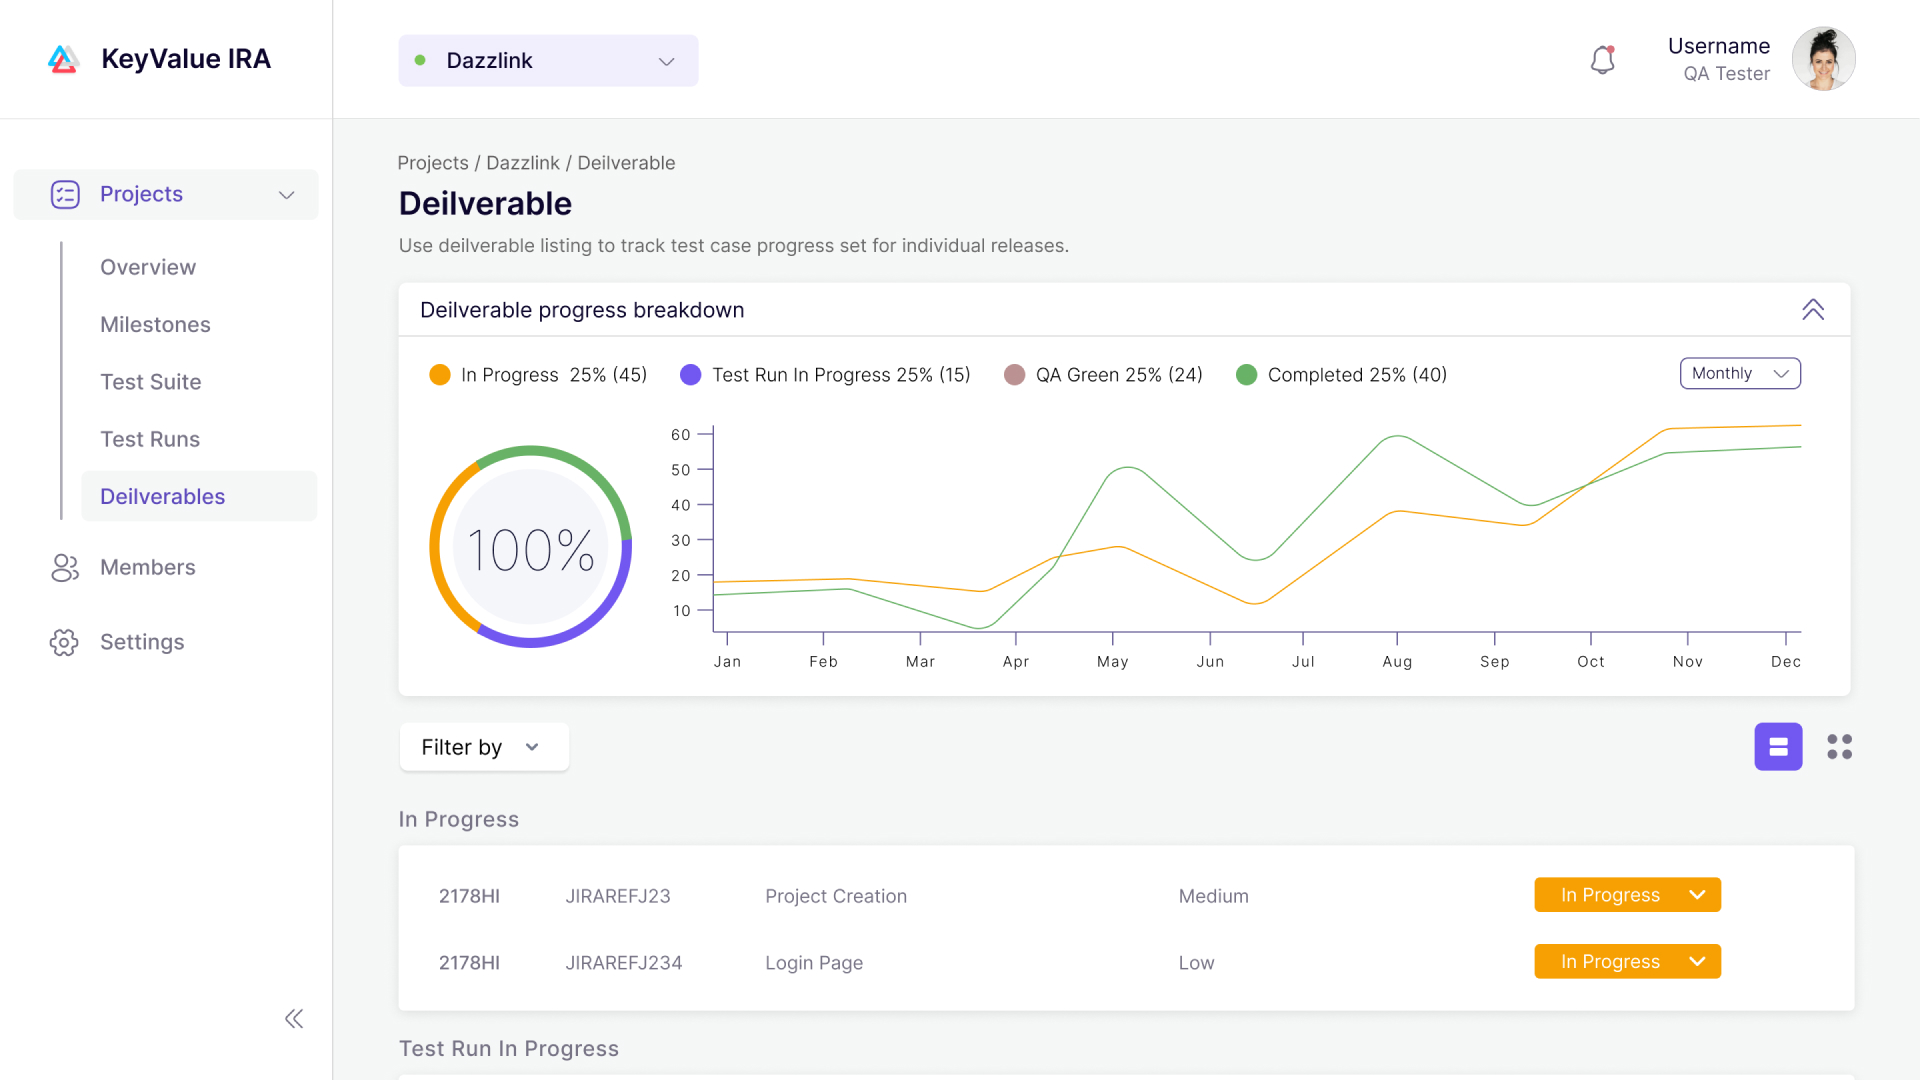 KeyValue IRA
Dazzlink
Username
QA Tester
Projects
Overview
Milestones
Test Suite
Test Runs
Deilverables
Members
Settings
Projects / Dazzlink / Deilverable
Deilverable
Use deilverable listing to track test case progress set for individual releases.
Deilverable progress breakdown
In Progress 25% (45)
Test Run In Progress 25% (15)
QA Green 25% (24)
Completed 25% (40)
Monthly
100%
60
50
40
30
20
10
Jan Feb Mar Apr May Jun Jul Aug Sep Oct Nov Dec
Filter by
In Progress
2178HI JIRAREFJ23 Project Creation Medium In Progress
2178HI JIRAREFJ234 Login Page Low In Progress
Test Run In Progress